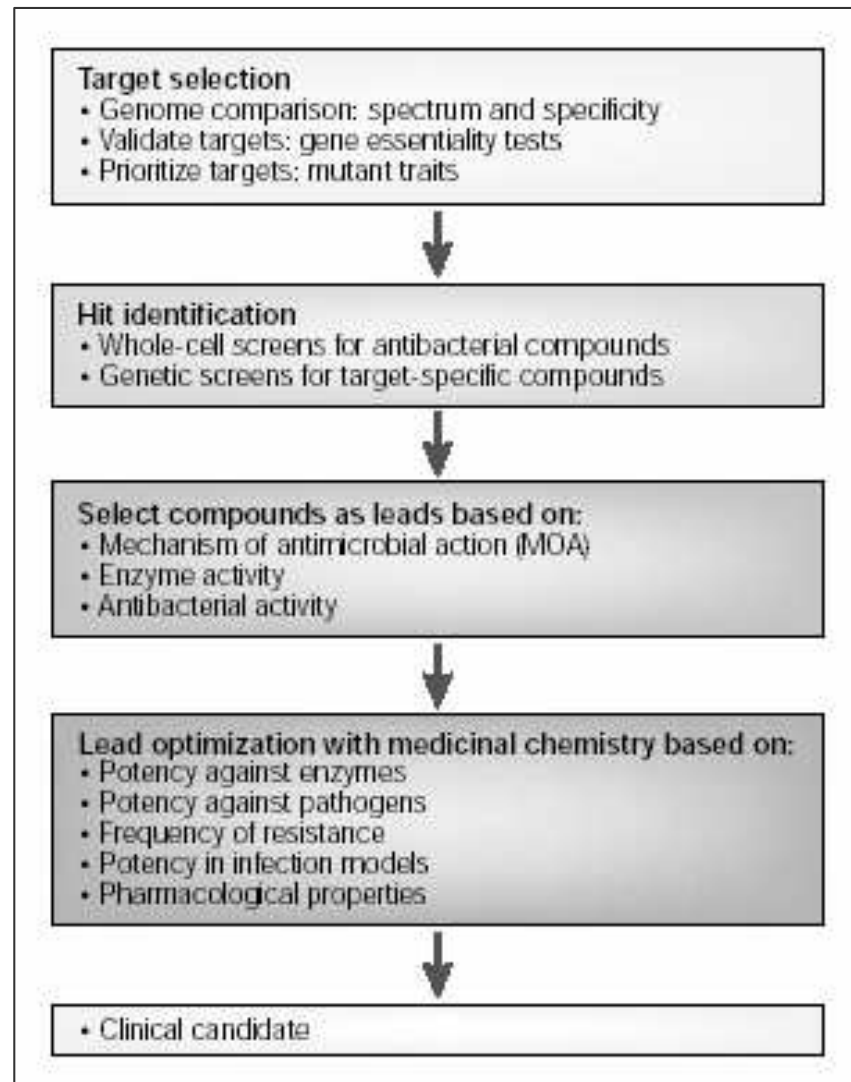 Target selection
• Genome comparison: spectrum and specificity
• Validate targets: gene essentiality tests
• Prioritize targets: mutant traits
Hit identification
• Whole-cell screens for antibacterial compounds
• Genetic screens for target-specific compounds
Select compounds as leads based on:
• Mechanism of antimicrobial action (MOA)
• Enzyme activity
• Antibacterial activity
Lead optimization with medicinal chemistry based on:
• Potency against enzymes
• Potency against pathogens
• Frequency of resistance
• Potency in infection models
• Pharmacological properties
• Clinical candidate